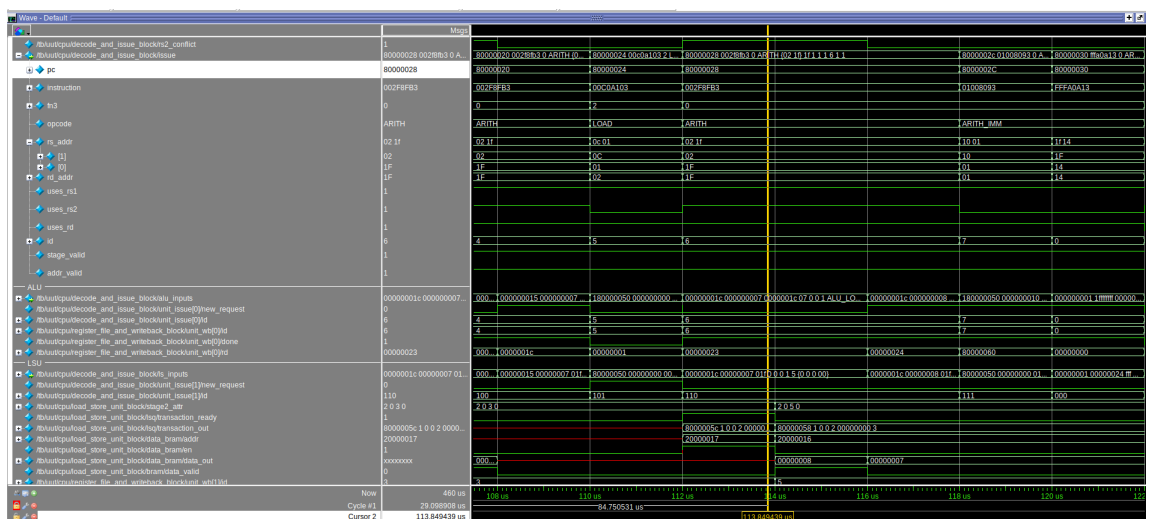 Wave - Default
Msgs
/tb/uut/cpu/decode_and_issue_block/rs2_conflict 1
/tb/uut/cpu/decode_and_issue_block/issue 80000028 002f8fb3 0 A... 80000020 002f8fb3 0 ARITH {0... 80000024 00c0a103 2 L... 80000028 002f8fb3 0 ARITH {02 1f} 1f 1 1 1 6 1 1 8000002c 01008093 0 A... 80000030 fffa0a13 0 AR...
pc 80000028 80000020 80000024 80000028 8000002C 80000030
instruction 002F8FB3 002F8FB3 00C0A103 002F8FB3 01008093 FFFA0A13
fn3 0 0 2 0
opcode ARITH ARITH LOAD ARITH ARITH_IMM
rs_addr 02 1f 02 1f 0c 01 02 1f 10 01 1f 14
[1] 02 02 0C 02 10 1F
[0] 1F 1F 01 1F 01 14
rd_addr 1F 1F 02 1F 01 14
uses_rs1 1
uses_rs2 1
uses_rd 1
id 6 4 5 6 7 0
stage_valid 1
addr_valid 1
ALU
/tb/uut/cpu/decode_and_issue_block/alu_inputs 00000001c 000000007... 000... 000000015 000000007 ... 180000050 000000000 ... 00000001c 000000007 0000001c 07 0 0 1 ALU_LO... 00000001c 000000008 ... 180000050 000000010 ... 000000001 1ffffffff 00000...
/tb/uut/cpu/decode_and_issue_block/unit_issue[0]/new_request 0
/tb/uut/cpu/decode_and_issue_block/unit_issue[0]/id 6 4 5 6 7 0
/tb/uut/cpu/register_file_and_writeback_block/unit_wb[0]/id 6 4 5 6 7 0
/tb/uut/cpu/register_file_and_writeback_block/unit_wb[0]/done 1
/tb/uut/cpu/register_file_and_writeback_block/unit_wb[0]/rd 00000023 000... 0000001c 00000001 00000023 00000024 80000060 00000000
LSU
/tb/uut/cpu/decode_and_issue_block/ls_inputs 0000001c 00000007 01... 000... 00000015 00000007 01f... 80000050 00000000 00... 0000001c 00000007 01f0 0 0 1 5 {0 0 0 00} 0000001c 00000008 01f... 80000050 00000000 01... 00000001 00000024 fff ...
/tb/uut/cpu/decode_and_issue_block/unit_issue[1]/new_request 0
/tb/uut/cpu/decode_and_issue_block/unit_issue[1]/id 110 100 101 110 111 000
/tb/uut/cpu/load_store_unit_block/stage2_attr 2 0 3 0 2 0 3 0 2 0 5 0
/tb/uut/cpu/load_store_unit_block/lsq/transaction_ready 1
/tb/uut/cpu/load_store_unit_block/lsq/transaction_out 8000005c 1 0 0 2 0000... 8000005c 1 0 0 2 00000... 80000058 1 0 0 2 00000000 3
/tb/uut/cpu/load_store_unit_block/data_bram/addr 20000017 20000017 20000016
/tb/uut/cpu/load_store_unit_block/data_bram/en 1
/tb/uut/cpu/load_store_unit_block/data_bram/data_out xxxxxxxx 000... 00000008 00000007
/tb/uut/cpu/load_store_unit_block/bram/data_valid 0
/tb/uut/cpu/register_file_and_writeback_block/unit_wb[1]/id 3 3 5
Now 460 us 108 us 110 us 112 us 114 us 116 us 118 us 120 us 122
Cycle #1 29.098908 us 84.750531 us
Cursor 2 113.849439 us 113.849439 us